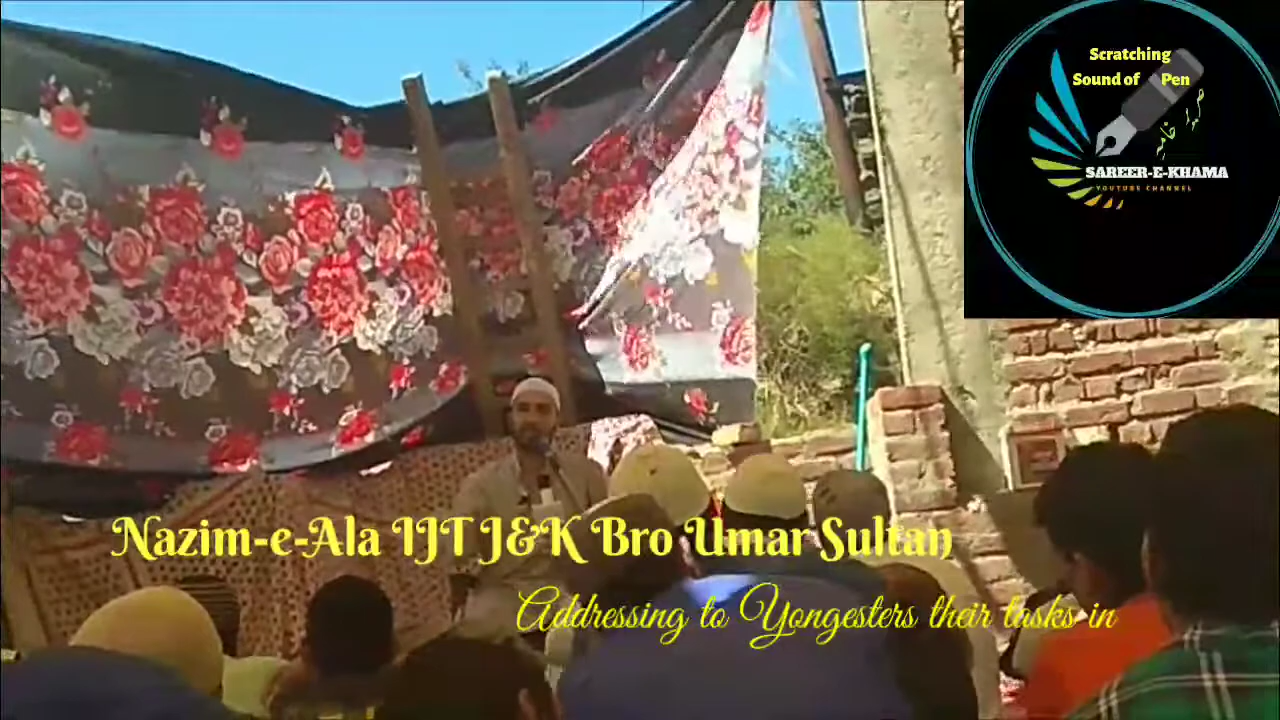 Scratching
Sound of Pen
صریرِ خامہ
SAREER-E-KHAMA
YOUTUBE CHANNEL
Nazim-e-Ala IJT J&K Bro Umar Sultan
Addressing to Yongesters their tasks in